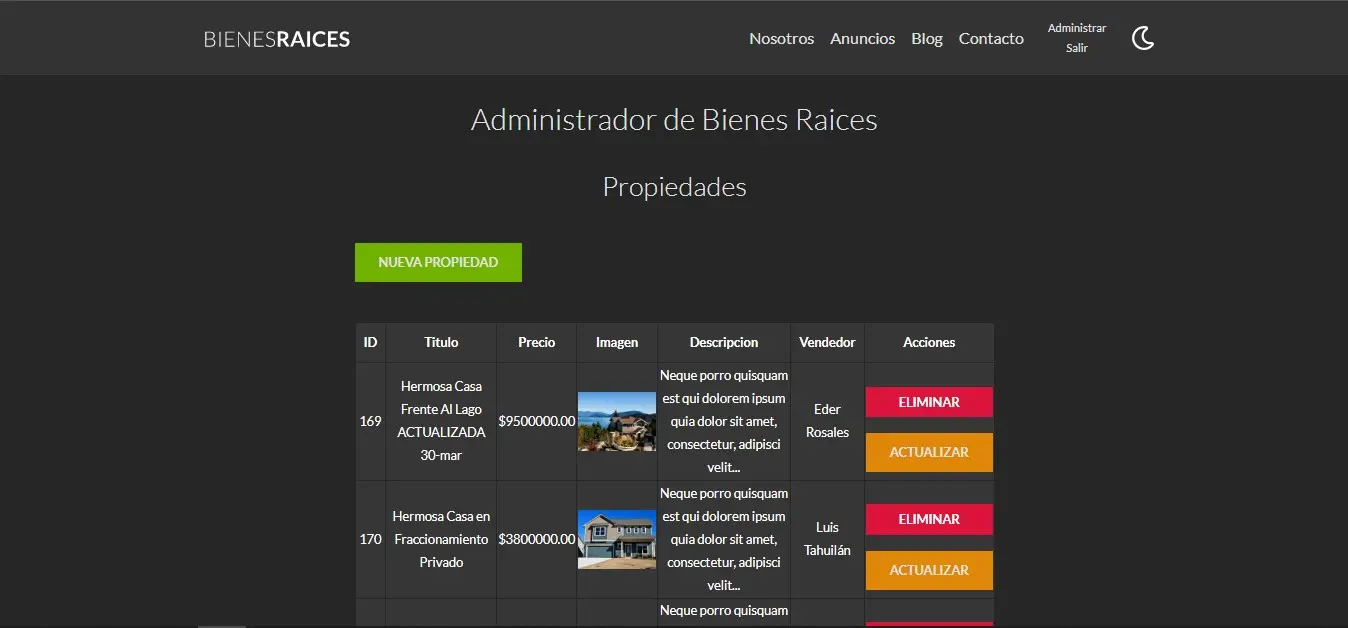 BIENESRAICES
Nosotros Anuncios Blog Contacto
Administrar
Salir
Administrador de Bienes Raices
Propiedades
NUEVA PROPIEDAD
ID Titulo Precio Imagen Descripcion Vendedor Acciones
169
Hermosa Casa
Frente Al Lago
ACTUALIZADA
30-mar
$9500000.00
Neque porro quisquam
est qui dolorem ipsum
quia dolor sit amet,
consectetur, adipisci
velit...
Eder
Rosales
ELIMINAR
ACTUALIZAR
170
Hermosa Casa en
Fraccionamiento
Privado
$3800000.00
Neque porro quisquam
est qui dolorem ipsum
quia dolor sit amet,
consectetur, adipisci
velit...
Luis
Tahuilán
ELIMINAR
ACTUALIZAR
Neque porro quisquam